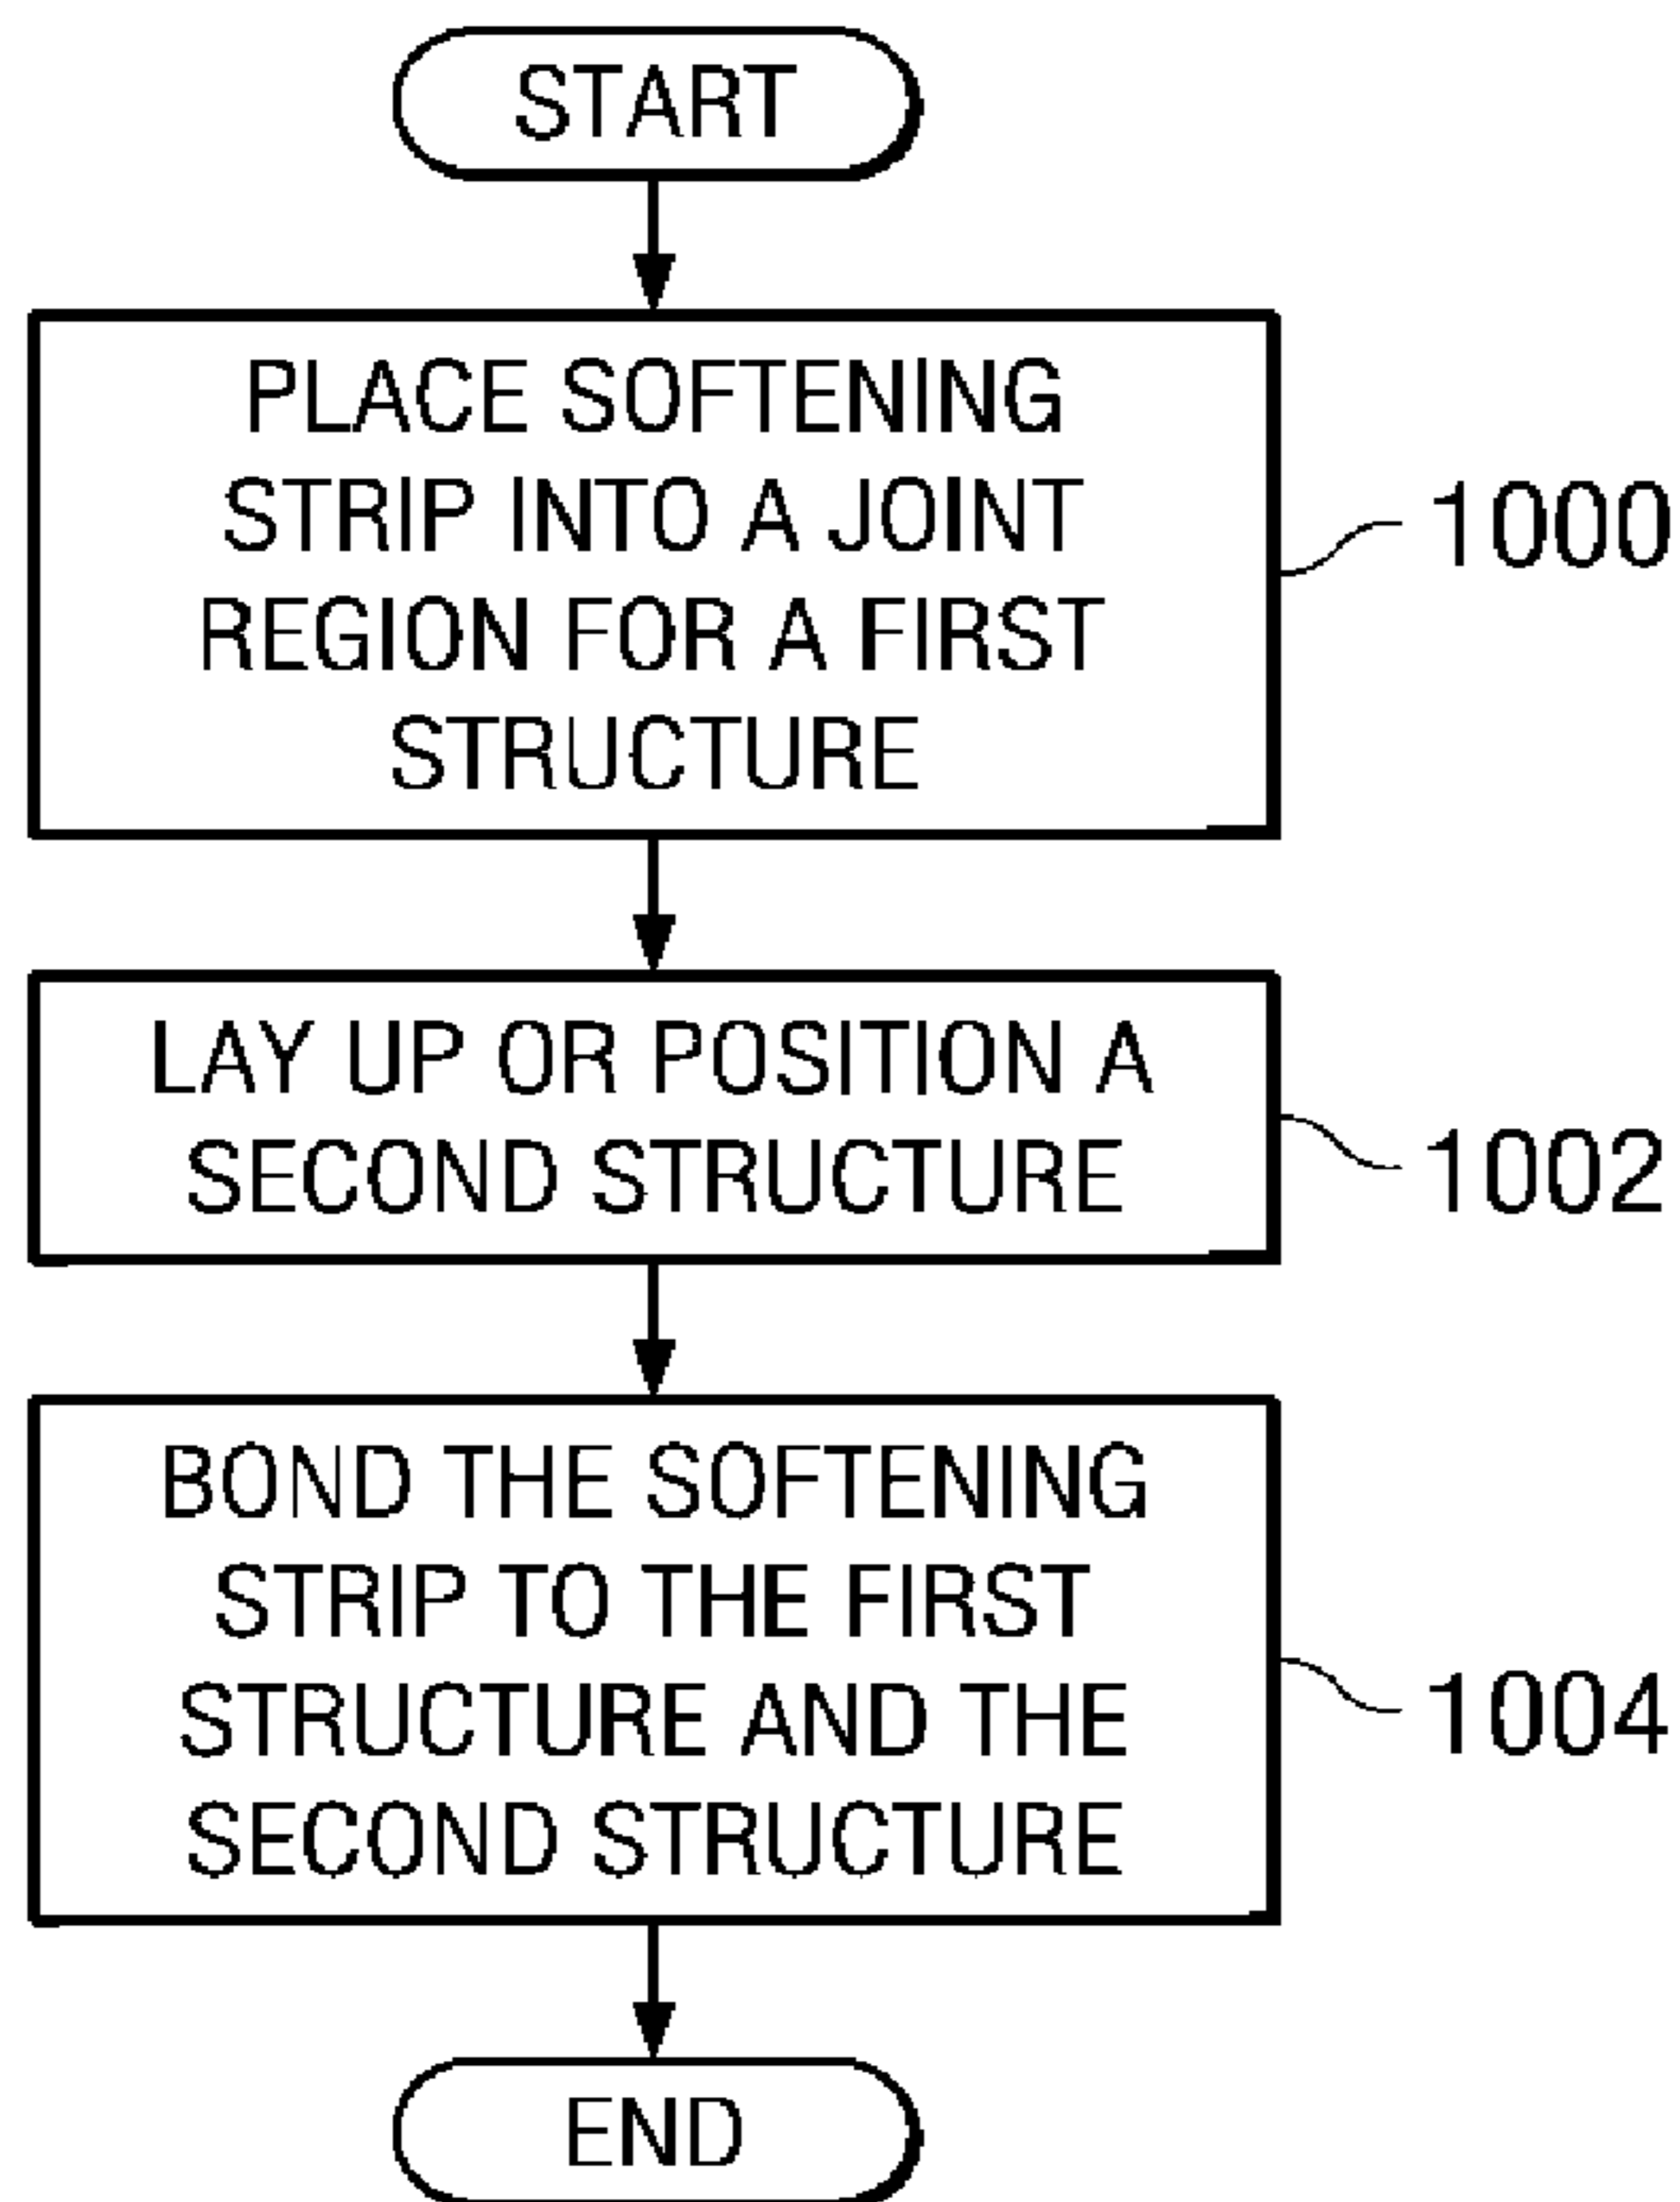 START
PLACE SOFTENING
STRIP INTO A JOINT
REGION FOR A FIRST
STRUCTURE
1000
LAY UP OR POSITION A
SECOND STRUCTURE
1002
BOND THE SOFTENING
STRIP TO THE FIRST
STRUCTURE AND THE
SECOND STRUCTURE
1004
END